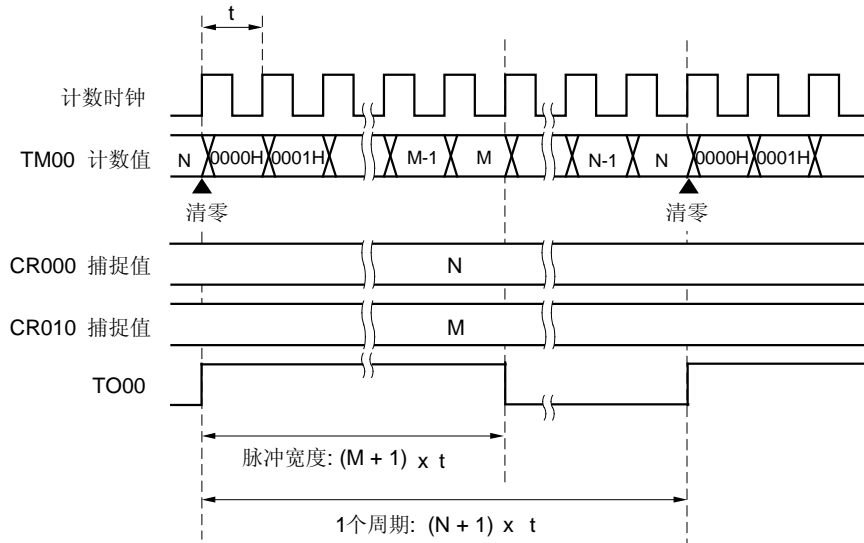 t
计数时钟
TM00 计数值 N 0000H 0001H M-1 M N-1 N 0000H 0001H
清零 清零
CR000 捕捉值 N
CR010 捕捉值 M
TO00
脉冲宽度: (M + 1) x t
1个周期: (N + 1) x t